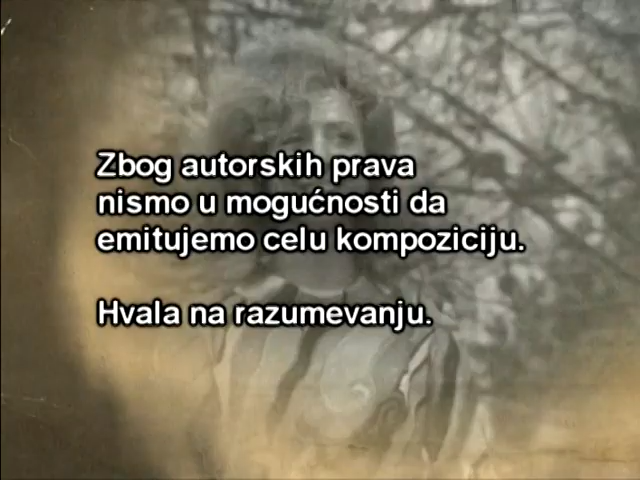 Zbog autorskih prava
nismo u mogućnosti da
emitujemo celu kompoziciju.
Hvala na razumevanju.